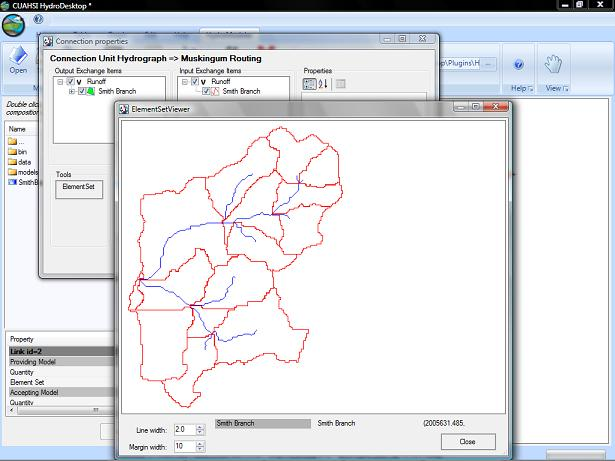 CUAHSI HydroDesktop *
Connection properties
Connection Unit Hydrograph => Muskingum Routing
Output Exchange Items
Input Exchange Items
Properties
Runoff
Runoff
Smith Branch
Smith Branch
Tools
ElementSet
Open
op\Plugins\H ...
Help
View
Double clic
composition
Name
...
bin
data
models
SmithB
ElementSetViewer
Property
Link id=2
Providing Model
Quantity
Element Set
Accepting Model
Quantity
Line width: 2.0
Smith Branch
Smith Branch
(2005631.485,
Margin width: 10
Close